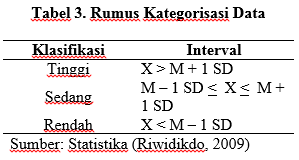 Tabel 3. Rumus Kategorisasi Data
Klasifikasi Interval
Tinggi X > M + 1 SD
Sedang M – 1 SD ≤ X ≤ M +
1 SD
Rendah X < M – 1 SD
Sumber: Statistika (Riwidikdo, 2009)